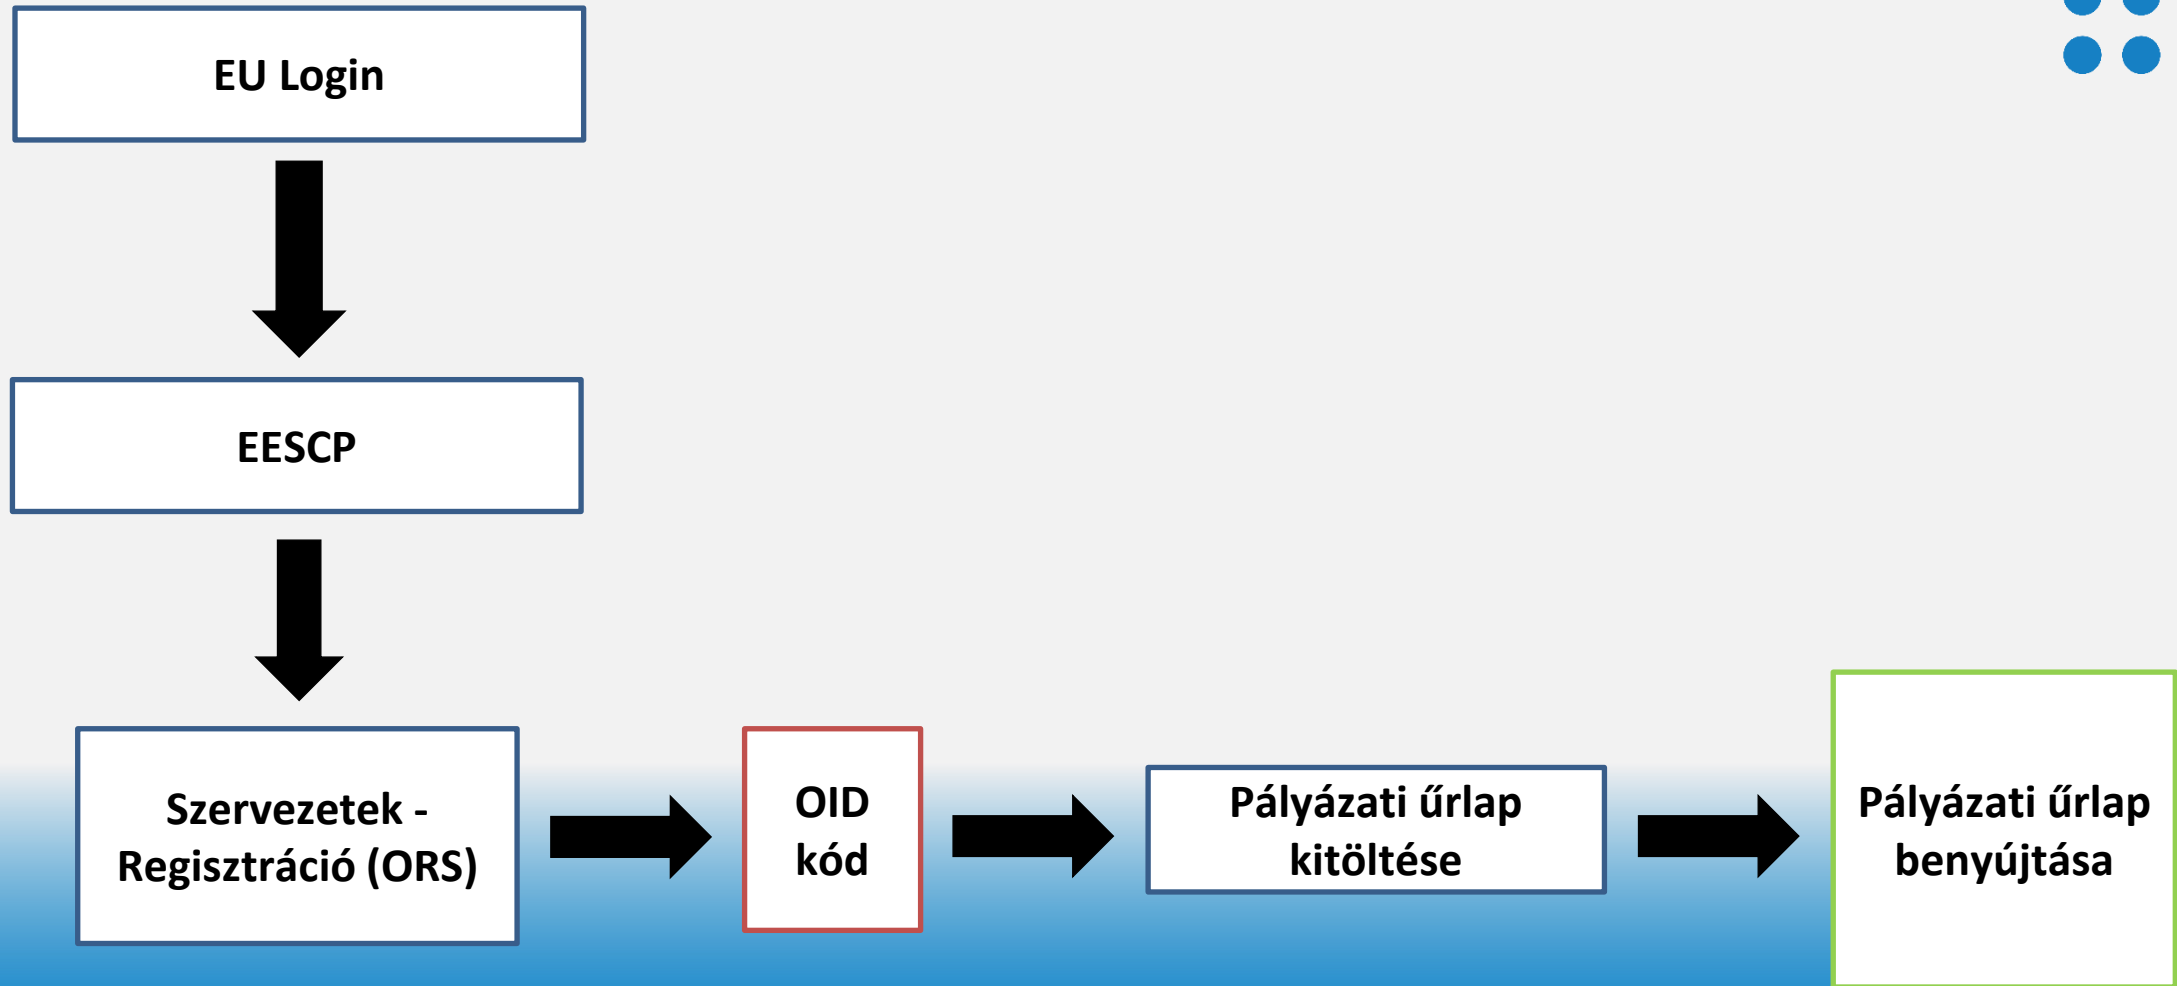 EU Login
EESCP
Szervezetek -
Regisztráció (ORS)
OID
kód
Pályázati űrlap
kitöltése
Pályázati űrlap
benyújtása